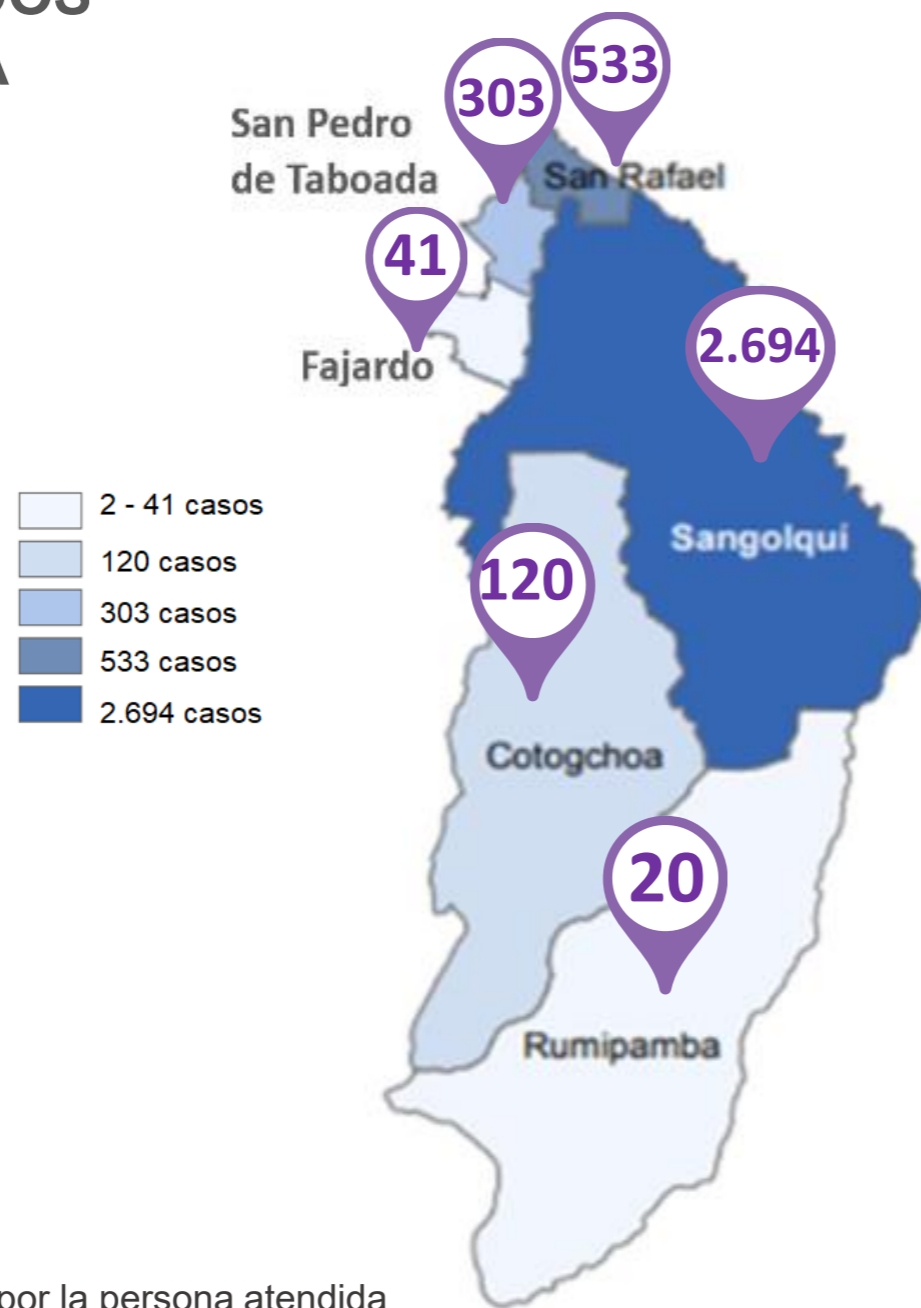 A
303
533
San Pedro
de Taboada
San Rafael
41
2.694
Fajardo
2 - 41 casos
120 casos
303 casos
533 casos
2.694 casos
Sangolquí
120
Cotogchoa
20
Rumipamba
por la persona atendida